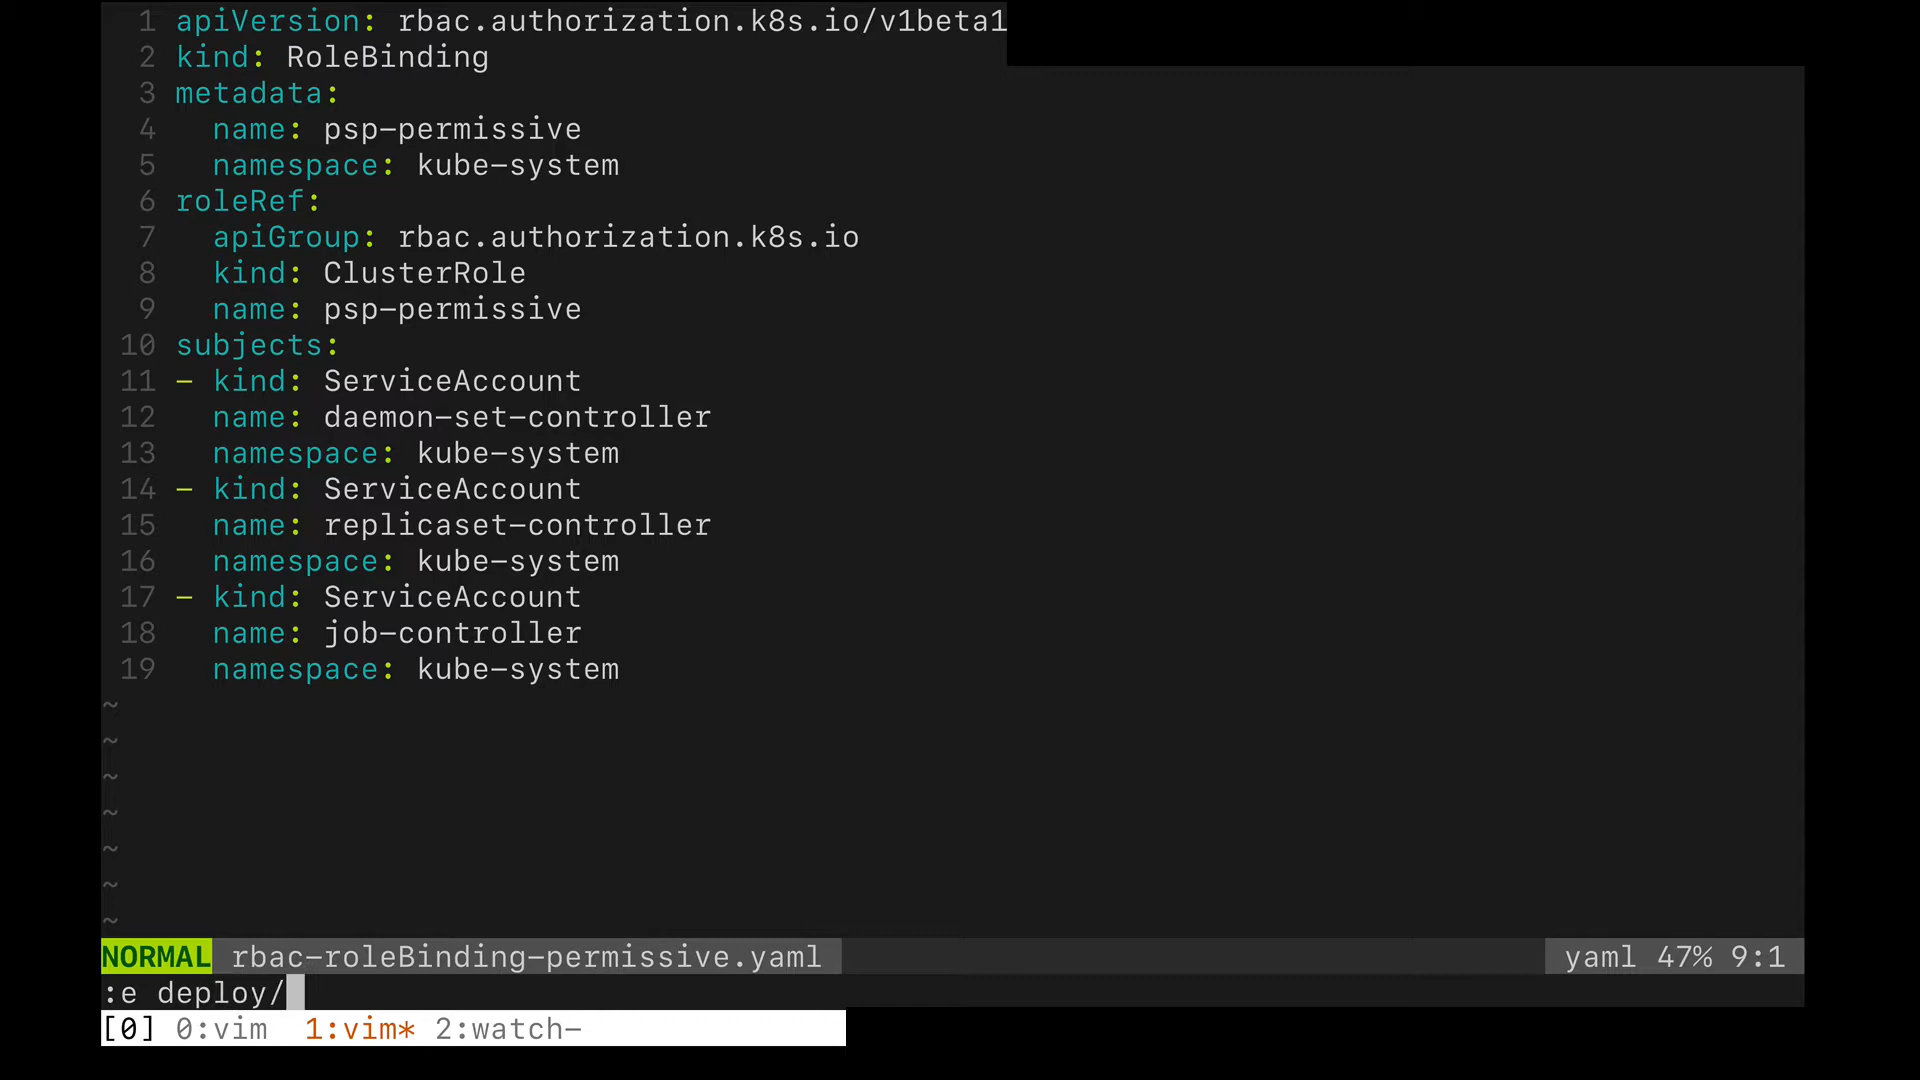 1 apiVersion: rbac.authorization.k8s.io/v1beta1
2 kind: RoleBinding
3 metadata:
4   name: psp-permissive
5   namespace: kube-system
6 roleRef:
7   apiGroup: rbac.authorization.k8s.io
8   kind: ClusterRole
9   name: psp-permissive
10 subjects:
11 - kind: ServiceAccount
12   name: daemon-set-controller
13   namespace: kube-system
14 - kind: ServiceAccount
15   name: replicaset-controller
16   namespace: kube-system
17 - kind: ServiceAccount
18   name: job-controller
19   namespace: kube-system
~
~
~
~
~
~
~
NORMAL rbac-roleBinding-permissive.yaml yaml 47% 9:1
:e deploy/
[0] 0:vim  1:vim* 2:watch-